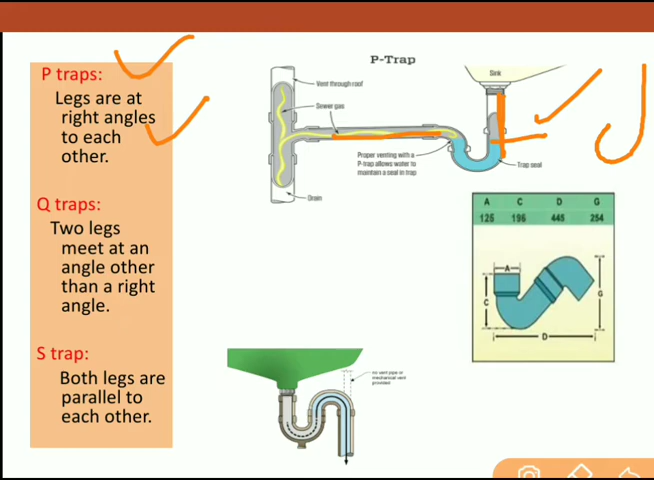 P traps:
Legs are at
right angles
to each
other.
Q traps:
Two legs
meet at an
angle other
than a right
angle.
S trap:
Both legs are
parallel to
each other.
P-Trap
Vent through roof
Sewer gas
Proper venting with a
P-trap allows water to
maintain a seal in trap
Drain
Sink
Trap seal
A C D G
125 196 445 254
A
C
G
D
no vent pipe or
mechanical vent
provided